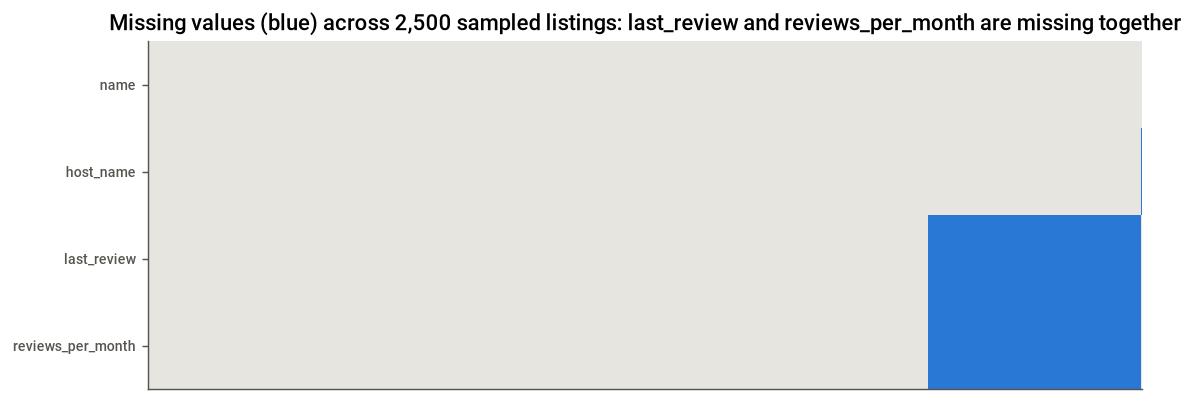 Missing values (blue) across 2,500 sampled listings: last_review and reviews_per_month are missing together
name
host_name
last_review
reviews_per_month